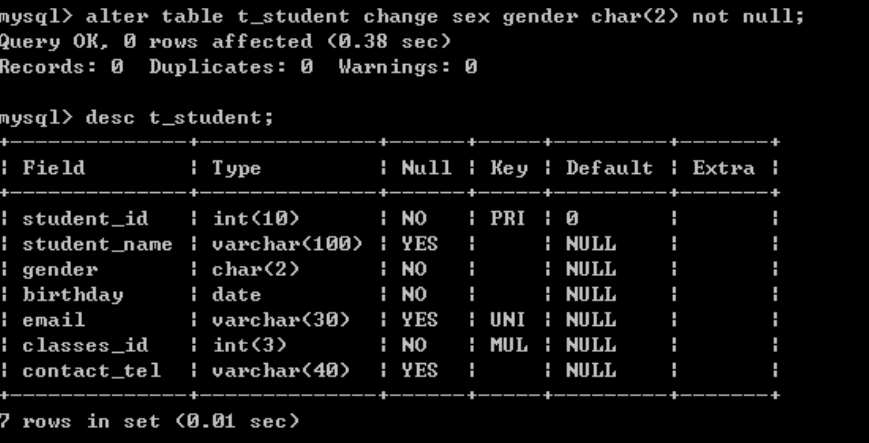 mysql> alter table t_student change sex gender char(2) not null;
Query OK, 0 rows affected (0.38 sec)
Records: 0  Duplicates: 0  Warnings: 0

mysql> desc t_student;
+--------------+--------------+------+-----+---------+-------+
| Field        | Type         | Null | Key | Default | Extra |
+--------------+--------------+------+-----+---------+-------+
| student_id   | int(10)      | NO   | PRI | 0       |       |
| student_name | varchar(100) | YES  |     | NULL    |       |
| gender       | char(2)      | NO   |     | NULL    |       |
| birthday     | date         | NO   |     | NULL    |       |
| email        | varchar(30)  | YES  | UNI | NULL    |       |
| classes_id   | int(3)       | NO   | MUL | NULL    |       |
| contact_tel  | varchar(40)  | YES  |     | NULL    |       |
+--------------+--------------+------+-----+---------+-------+
7 rows in set (0.01 sec)